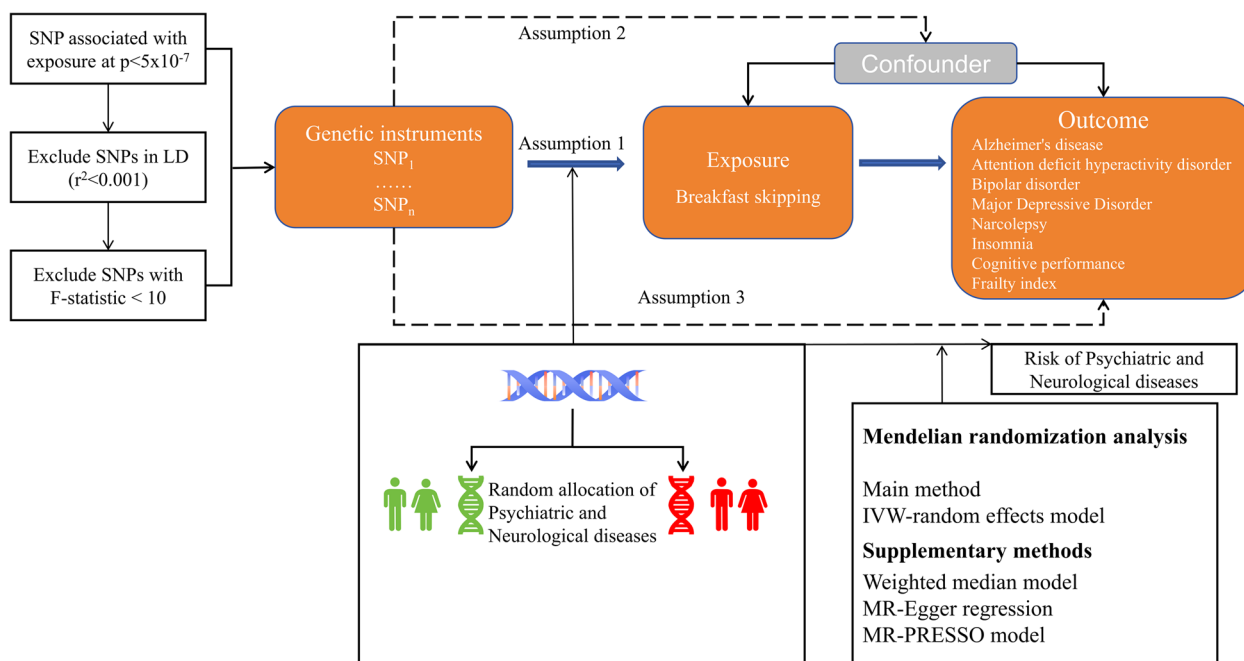 SNP associated with
exposure at p<5x10⁻⁷
Exclude SNPs in LD
(r²<0.001)
Exclude SNPs with
F-statistic < 10
Genetic instruments
SNP₁
......
SNPₙ
Assumption 2
Assumption 1
Assumption 3
Confounder
Exposure
Breakfast skipping
Outcome
Alzheimer's disease
Attention deficit hyperactivity disorder
Bipolar disorder
Major Depressive Disorder
Narcolepsy
Insomnia
Cognitive performance
Frailty index
Random allocation of
Psychiatric and
Neurological diseases
Risk of Psychiatric and
Neurological diseases
Mendelian randomization analysis
Main method
IVW-random effects model
Supplementary methods
Weighted median model
MR-Egger regression
MR-PRESSO model